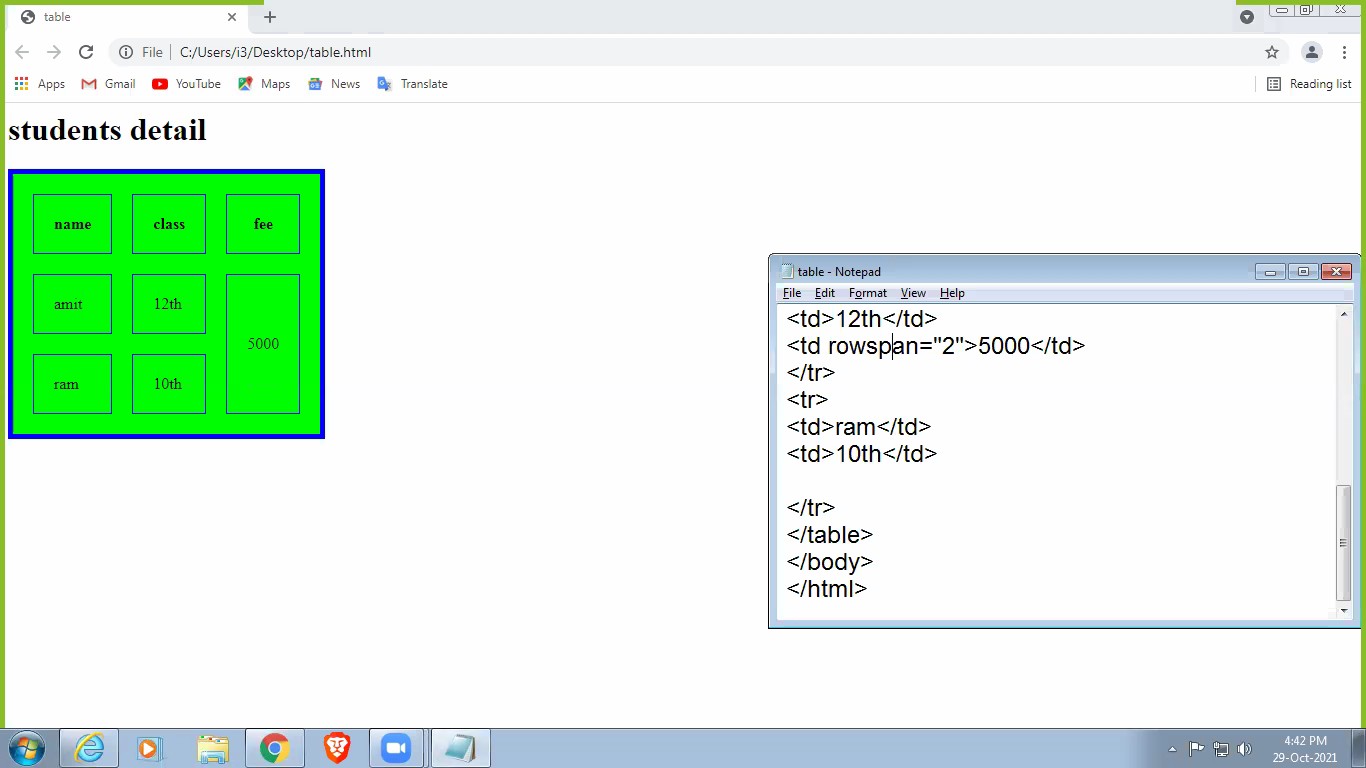 table
File
C:/Users/i3/Desktop/table.html
Apps Gmail YouTube Maps News Translate Reading list
students detail
name class fee
amit 12th
5000
ram 10th
table - Notepad
File Edit Format View Help
<td>12th</td>
<td rowspan="2">5000</td>
</tr>
<tr>
<td>ram</td>
<td>10th</td>
</tr>
</table>
</body>
</html>
4:42 PM
29-Oct-2021